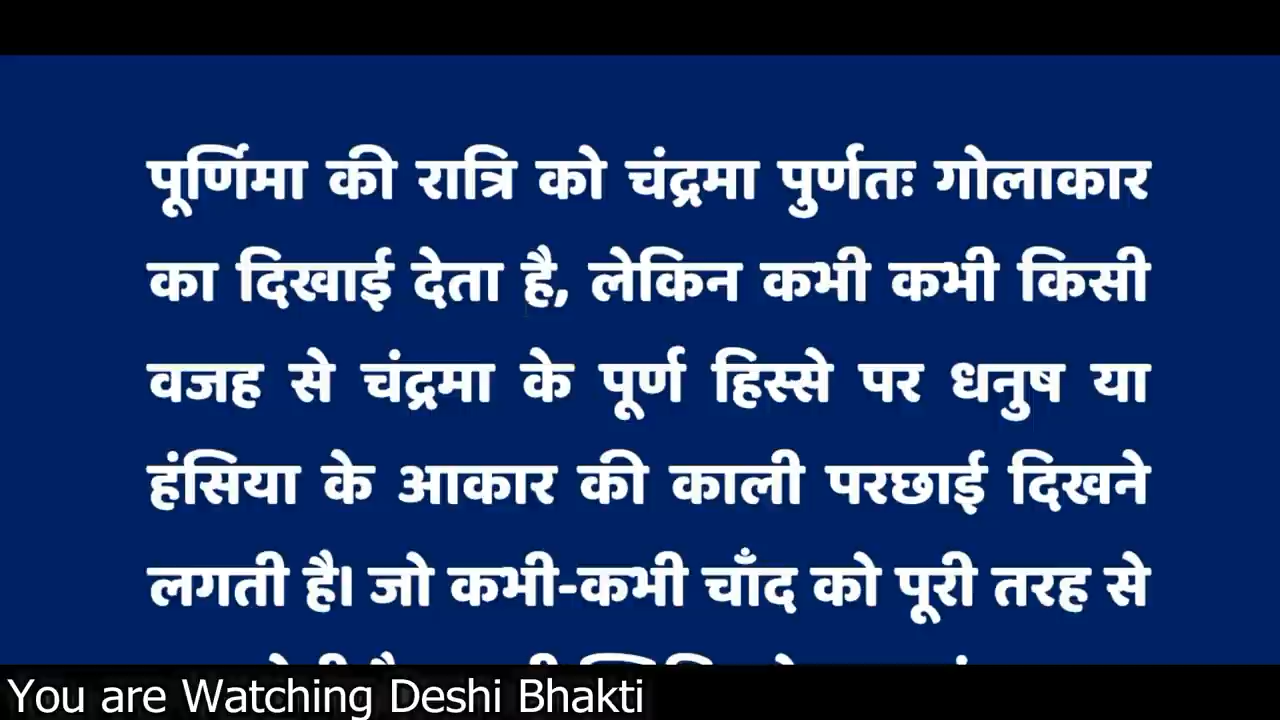 पूर्णिमा की रात्रि को चंद्रमा पुर्णतः गोलाकार
का दिखाई देता है, लेकिन कभी कभी किसी
वजह से चंद्रमा के पूर्ण हिस्से पर धनुष या
हंसिया के आकार की काली परछाई दिखने
लगती है। जो कभी-कभी चाँद को पूरी तरह से
You are Watching Deshi Bhakti